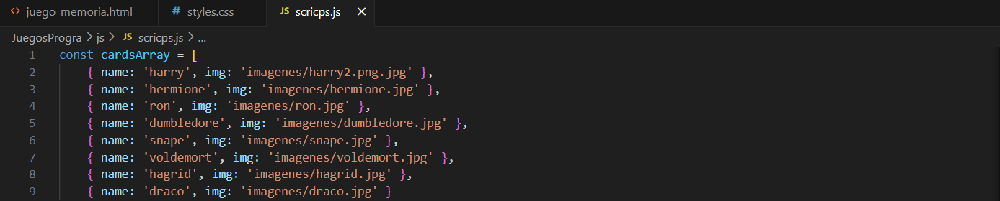 juego_memoria.html # styles.css JS scricps.js
JuegosProgra > js > JS scricps.js > ...
1 const cardsArray = [
2 { name: 'harry', img: 'imagenes/harry2.png.jpg' },
3 { name: 'hermione', img: 'imagenes/hermione.jpg' },
4 { name: 'ron', img: 'imagenes/ron.jpg' },
5 { name: 'dumbledore', img: 'imagenes/dumbledore.jpg' },
6 { name: 'snape', img: 'imagenes/snape.jpg' },
7 { name: 'voldemort', img: 'imagenes/voldemort.jpg' },
8 { name: 'hagrid', img: 'imagenes/hagrid.jpg' },
9 { name: 'draco', img: 'imagenes/draco.jpg' }